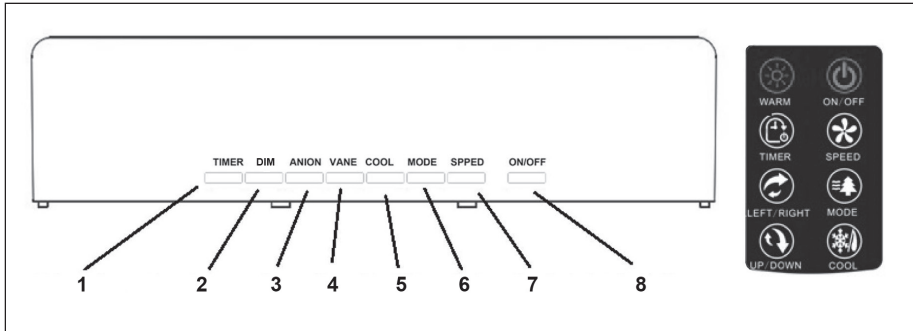 TIMER DIM ANION VANE COOL MODE SPPED ON/OFF
1 2 3 4 5 6 7 8
WARM ON/OFF
TIMER SPEED
LEFT/RIGHT MODE
UP/DOWN COOL